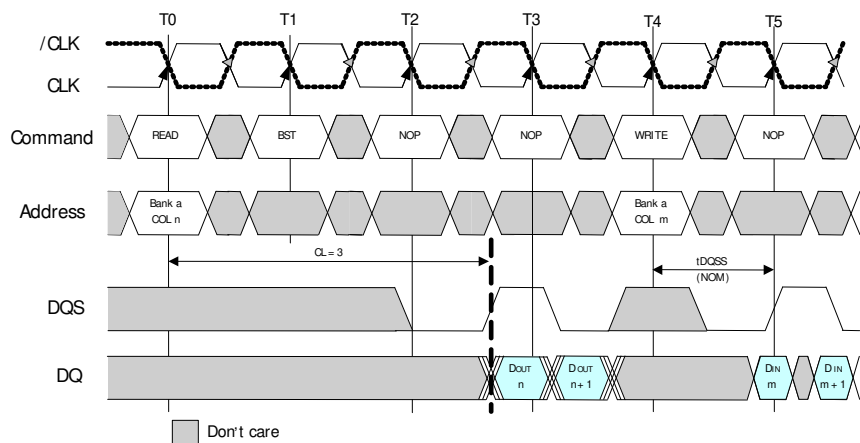 T0 T1 T2 T3 T4 T5
/CLK
CLK
Command READ BST NOP NOP WRITE NOP
Address Bank a COL n Bank a COL m
CL = 3 tDQSS (NOM)
DQS
DQ DOUT n DOUT n + 1 DIN m DIN m + 1
Don't care